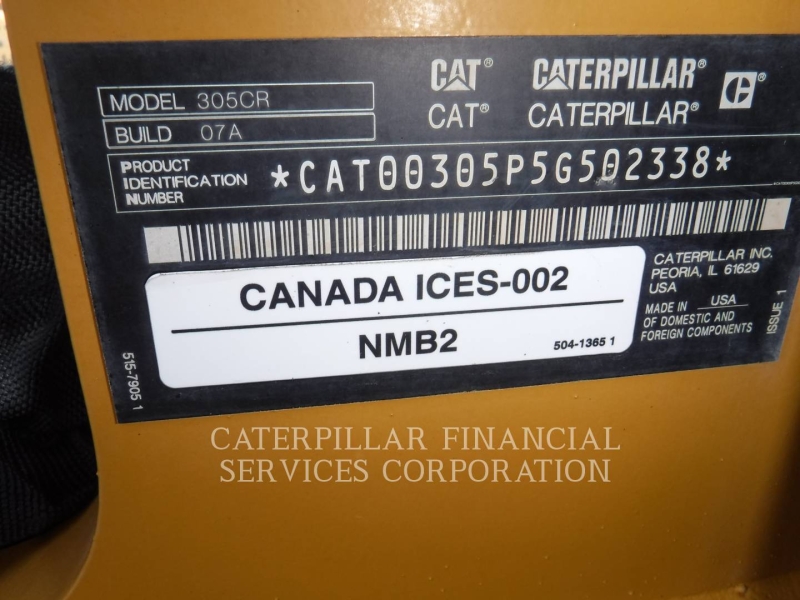 CAT® CATERPILLAR® C®
CAT® CATERPILLAR®
MODEL 305CR
BUILD 07A
PRODUCT
IDENTIFICATION
NUMBER
*CAT00305P5G502338*
CANADA ICES-002
NMB2
504-1365 1
CATERPILLAR INC.
PEORIA, IL 61629
USA
MADE IN USA
OF DOMESTIC AND
FOREIGN COMPONENTS
ISSUE 1
515-7905 1
CATERPILLAR FINANCIAL
SERVICES CORPORATION